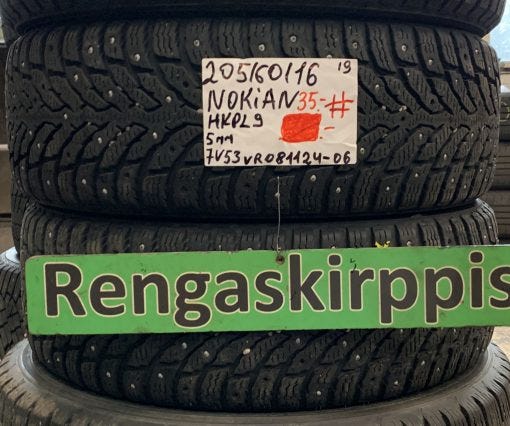 205/60/16 19
NOKiAN 35.-#
HKPL9 .-
5mm
7V53vR081124-06
Rengaskirppis